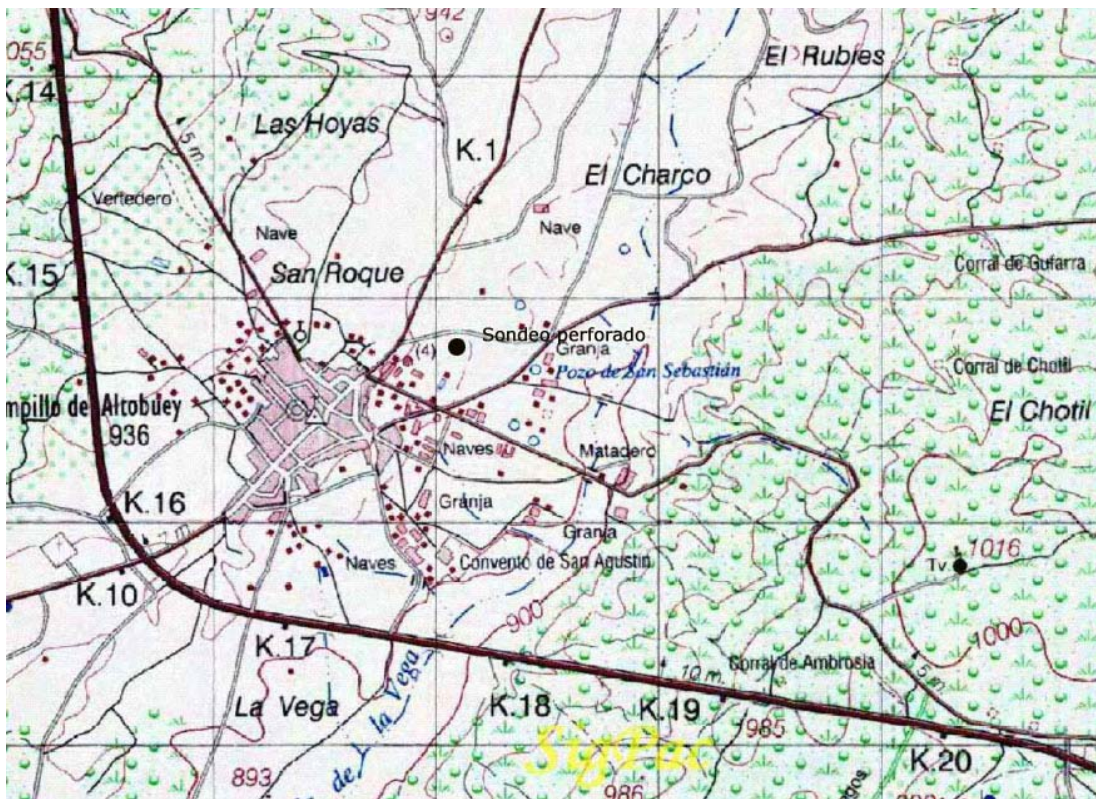 942
1055
El Rubies
K.14
Las Hoyas
5 m.
K.1
El Charco
Vertedero
Nave
Nave
San Roque
K.15
Corral de Gufarra
Sondeo perforado
(4)
Granja
Pozo de San Sebastián
Corral de Chotil
mpillo de Altobuey
936
El Chotil
Naves
Matadero
Granja
K.16
7 m.
Granja
Naves
Convento de San Agustin
1016
Tv
K.10
900
K.17
1000
Corral de Ambrosia
10 m.
5 m.
La Vega
de la Vega
K.18
K.19
985
SigPac
K.20
893
986